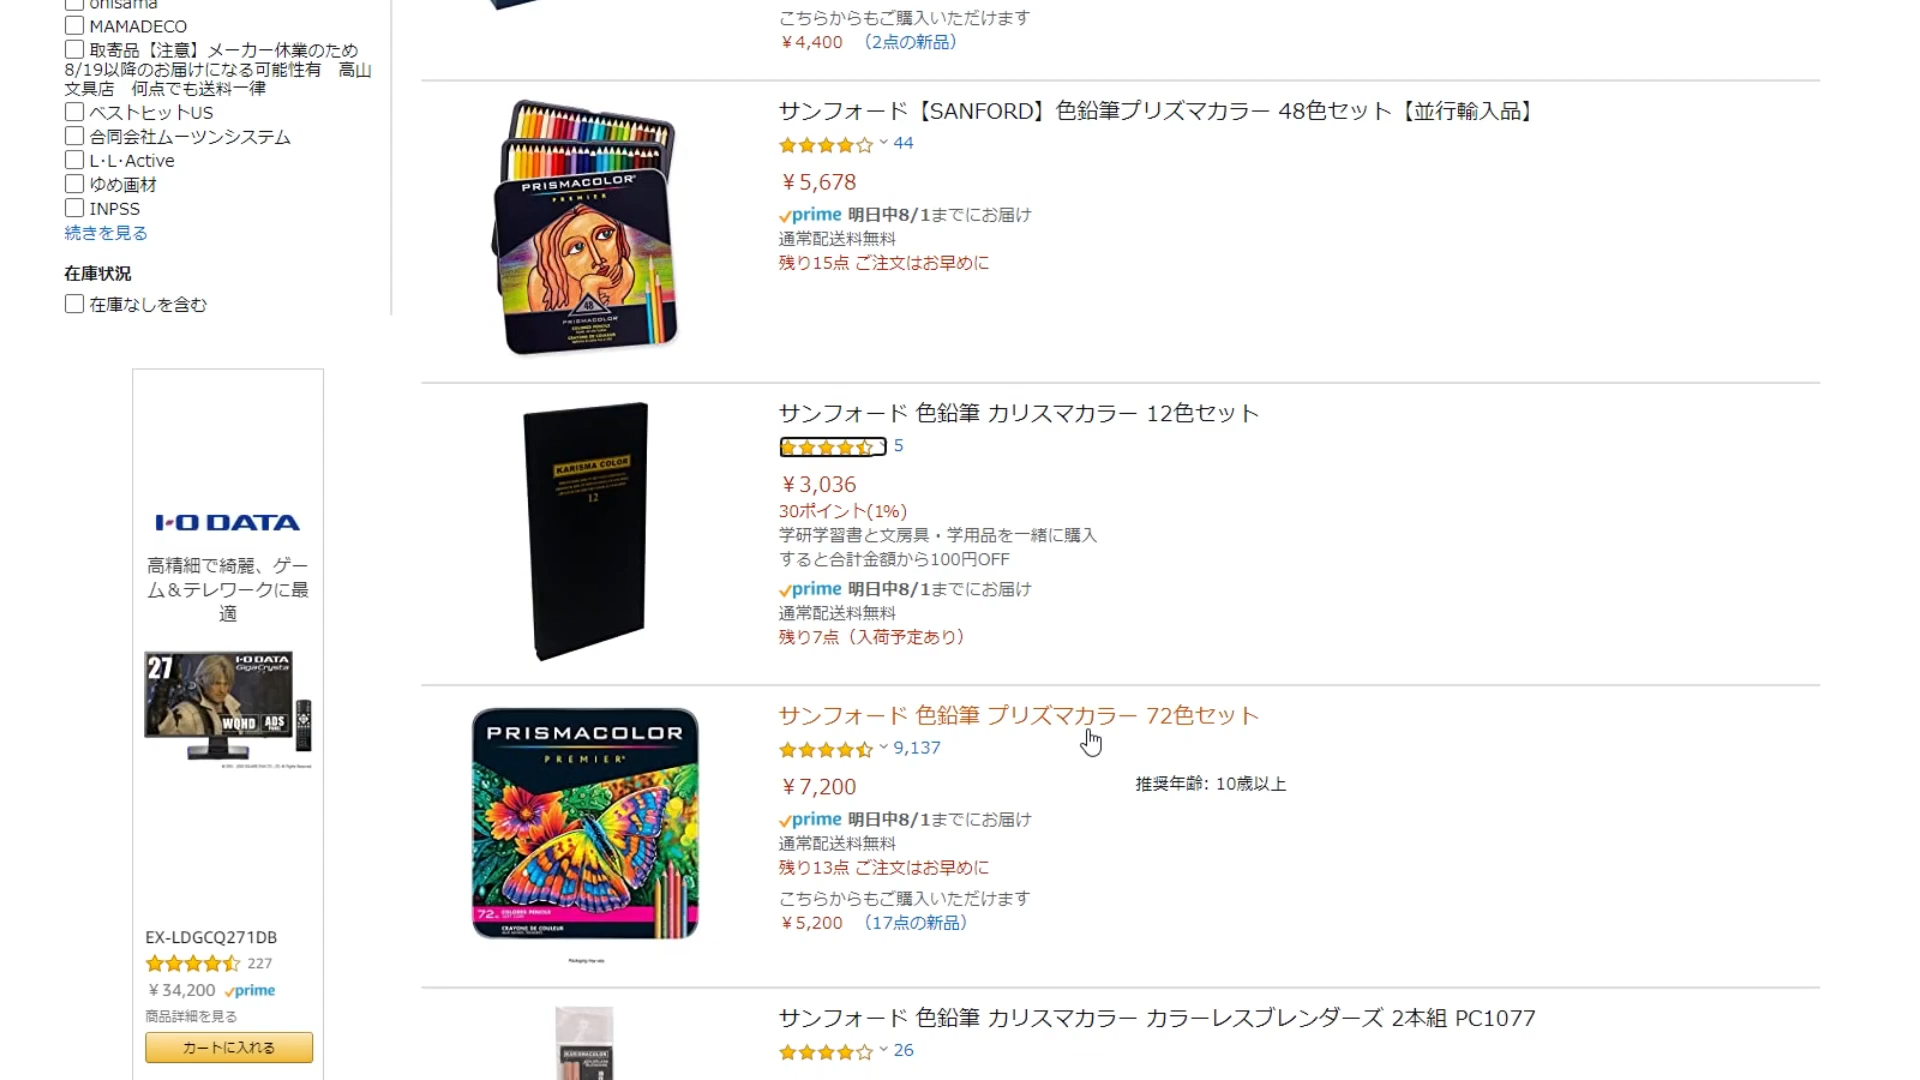 onisama
MAMADECO
取寄品【注意】メーカー休業のため
8/19以降のお届けになる可能性有　高山
文具店　何点でも送料一律
ベストヒットUS
合同会社ムーツンシステム
L･L･Active
ゆめ画材
INPSS
続きを見る
在庫状況
在庫なしを含む
I-O DATA
高精細で綺麗、ゲー
ム＆テレワークに最
適
27
I-O DATA
GigaCrysta
WQHD
ADS
EX-LDGCQ271DB
227
￥34,200 prime
商品詳細を見る
カートに入れる
こちらからもご購入いただけます
￥4,400 （2点の新品）
PRISMACOLOR
PREMIER
48
PRISMACOLOR
サンフォード【SANFORD】色鉛筆プリズマカラー 48色セット【並行輸入品】
44
￥5,678
prime 明日中8/1までにお届け
通常配送料無料
残り15点 ご注文はお早めに
KARISMA COLOR
12
サンフォード 色鉛筆 カリスマカラー 12色セット
5
￥3,036
30ポイント(1%)
学研学習書と文房具・学用品を一緒に購入
すると合計金額から100円OFF
prime 明日中8/1までにお届け
通常配送料無料
残り7点（入荷予定あり）
PRISMACOLOR
PREMIER
72
COLORED PENCILS
CRAYONS DE COULEUR
Packaging may vary
サンフォード 色鉛筆 プリズマカラー 72色セット
9,137
￥7,200
推奨年齢: 10歳以上
prime 明日中8/1までにお届け
通常配送料無料
残り13点 ご注文はお早めに
こちらからもご購入いただけます
￥5,200 （17点の新品）
KARISMACOLOR
サンフォード 色鉛筆 カリスマカラー カラーレスブレンダーズ 2本組 PC1077
26